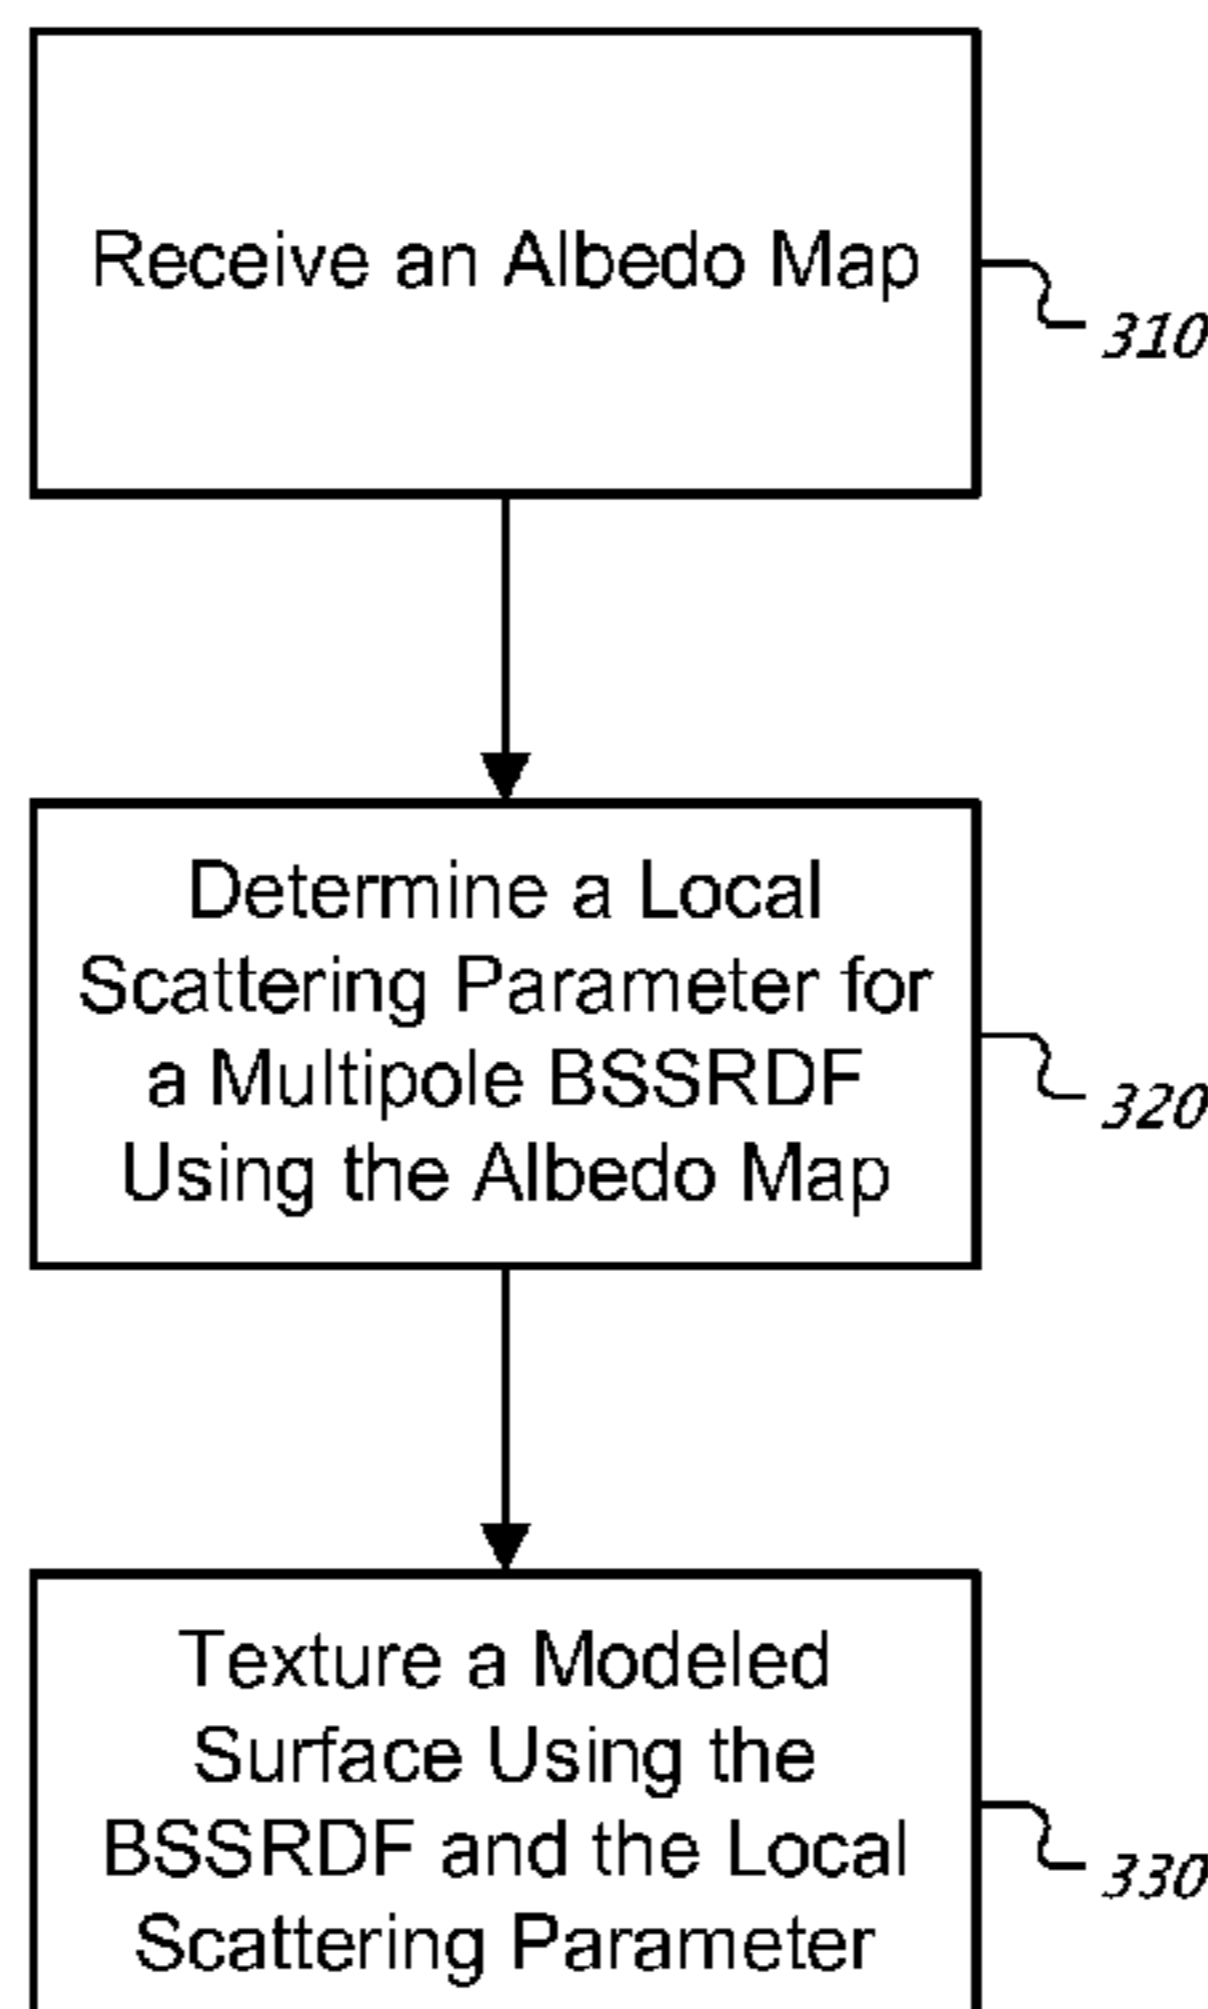 Receive an Albedo Map
310
Determine a Local
Scattering Parameter for
a Multipole BSSRDF
Using the Albedo Map
320
Texture a Modeled
Surface Using the
BSSRDF and the Local
Scattering Parameter
330